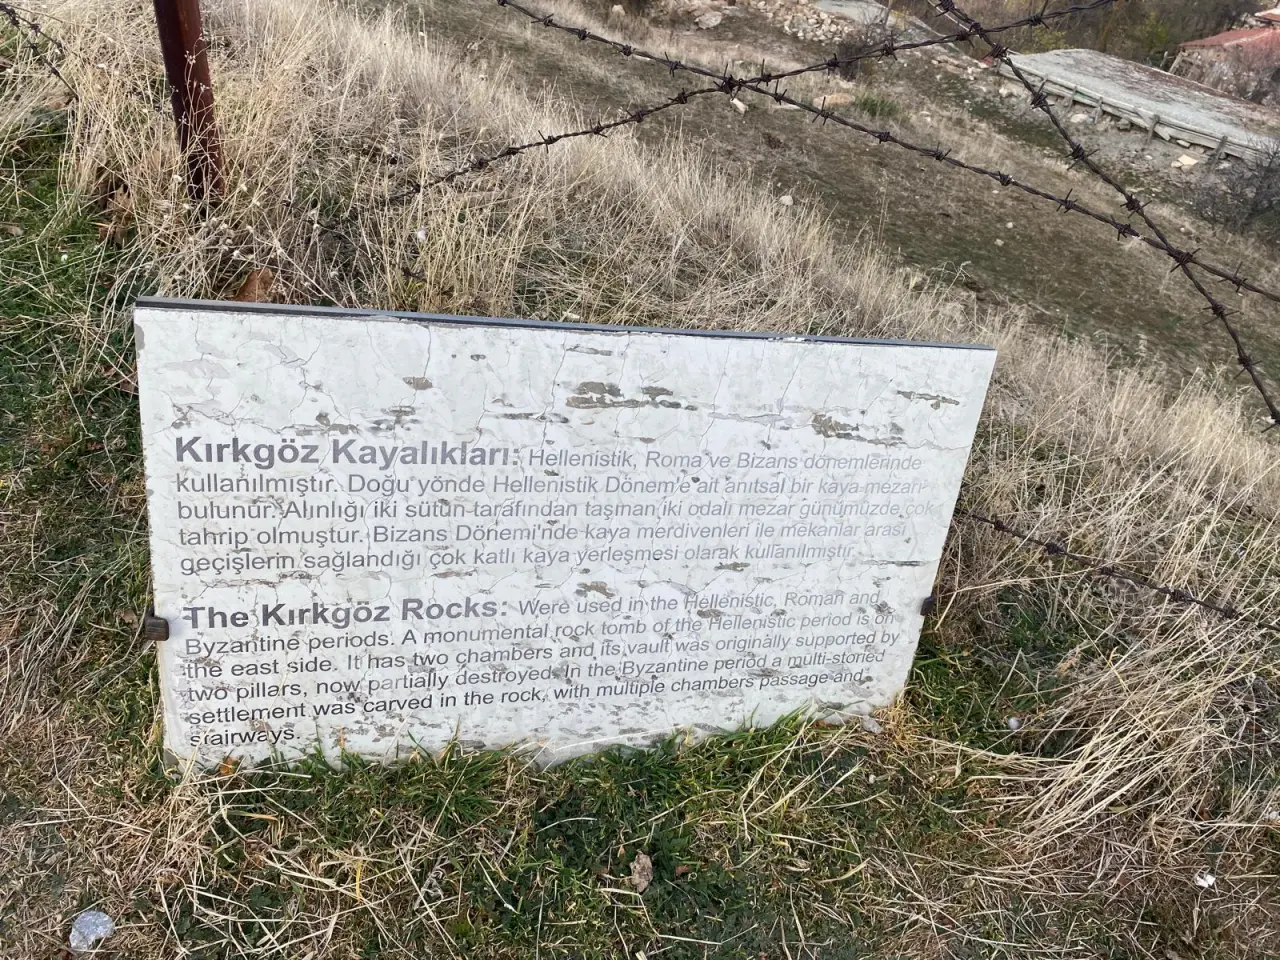 Kırkgöz Kayalıkları: Hellenistik, Roma ve Bizans dönemlerinde
kullanılmıştır. Doğu yönde Hellenistik Dönem'e ait anıtsal bir kaya mezarı
bulunur. Alınlığı iki sütun tarafından taşınan iki odalı mezar günümüzde çok
tahrip olmuştur. Bizans Dönemi'nde kaya merdivenleri ile mekanlar arası
geçişlerin sağlandığı çok katlı kaya yerleşmesi olarak kullanılmıştır.
The Kırkgöz Rocks: Were used in the Hellenistic, Roman and
Byzantine periods. A monumental rock tomb of the Hellenistic period is on
the east side. It has two chambers and its vault was originally supported by
two pillars, now partially destroyed. In the Byzantine period a multi-storied
settlement was carved in the rock, with multiple chambers passage and
stairways.